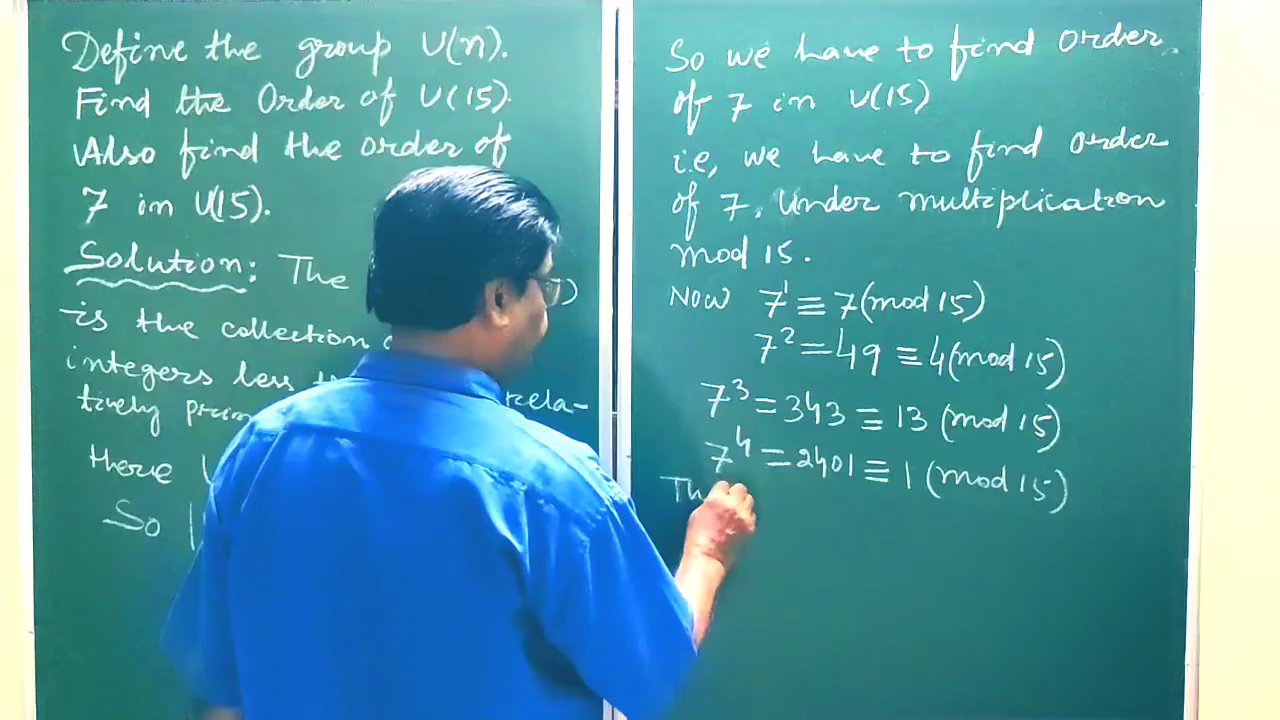 Define the group U(n).
Find the Order of U(15).
Also find the order of
7 in U(15).
Solution: The
is the collection
integers less rela-
tively
there
So |
So we have to find order
of 7 in U(15)
i.e, we have to find order
of 7. Under multiplication
mod 15.
Now 7¹ ≡ 7(mod 15)
7² = 49 ≡ 4(mod 15)
7³ = 343 ≡ 13 (mod 15)
7⁴ = 2401 ≡ 1 (mod 15)
Th